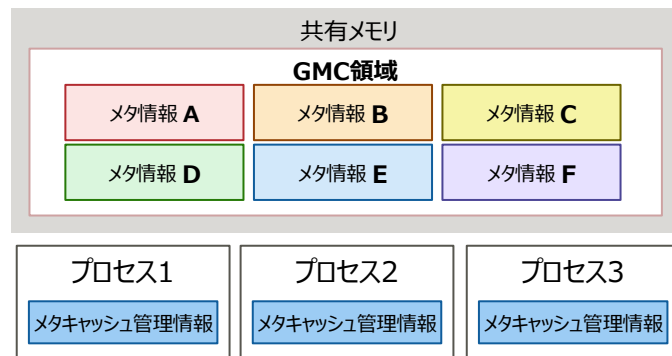 共有メモリ
GMC領域
メタ情報 A
メタ情報 B
メタ情報 C
メタ情報 D
メタ情報 E
メタ情報 F
プロセス1
プロセス2
プロセス3
メタキャッシュ管理情報
メタキャッシュ管理情報
メタキャッシュ管理情報